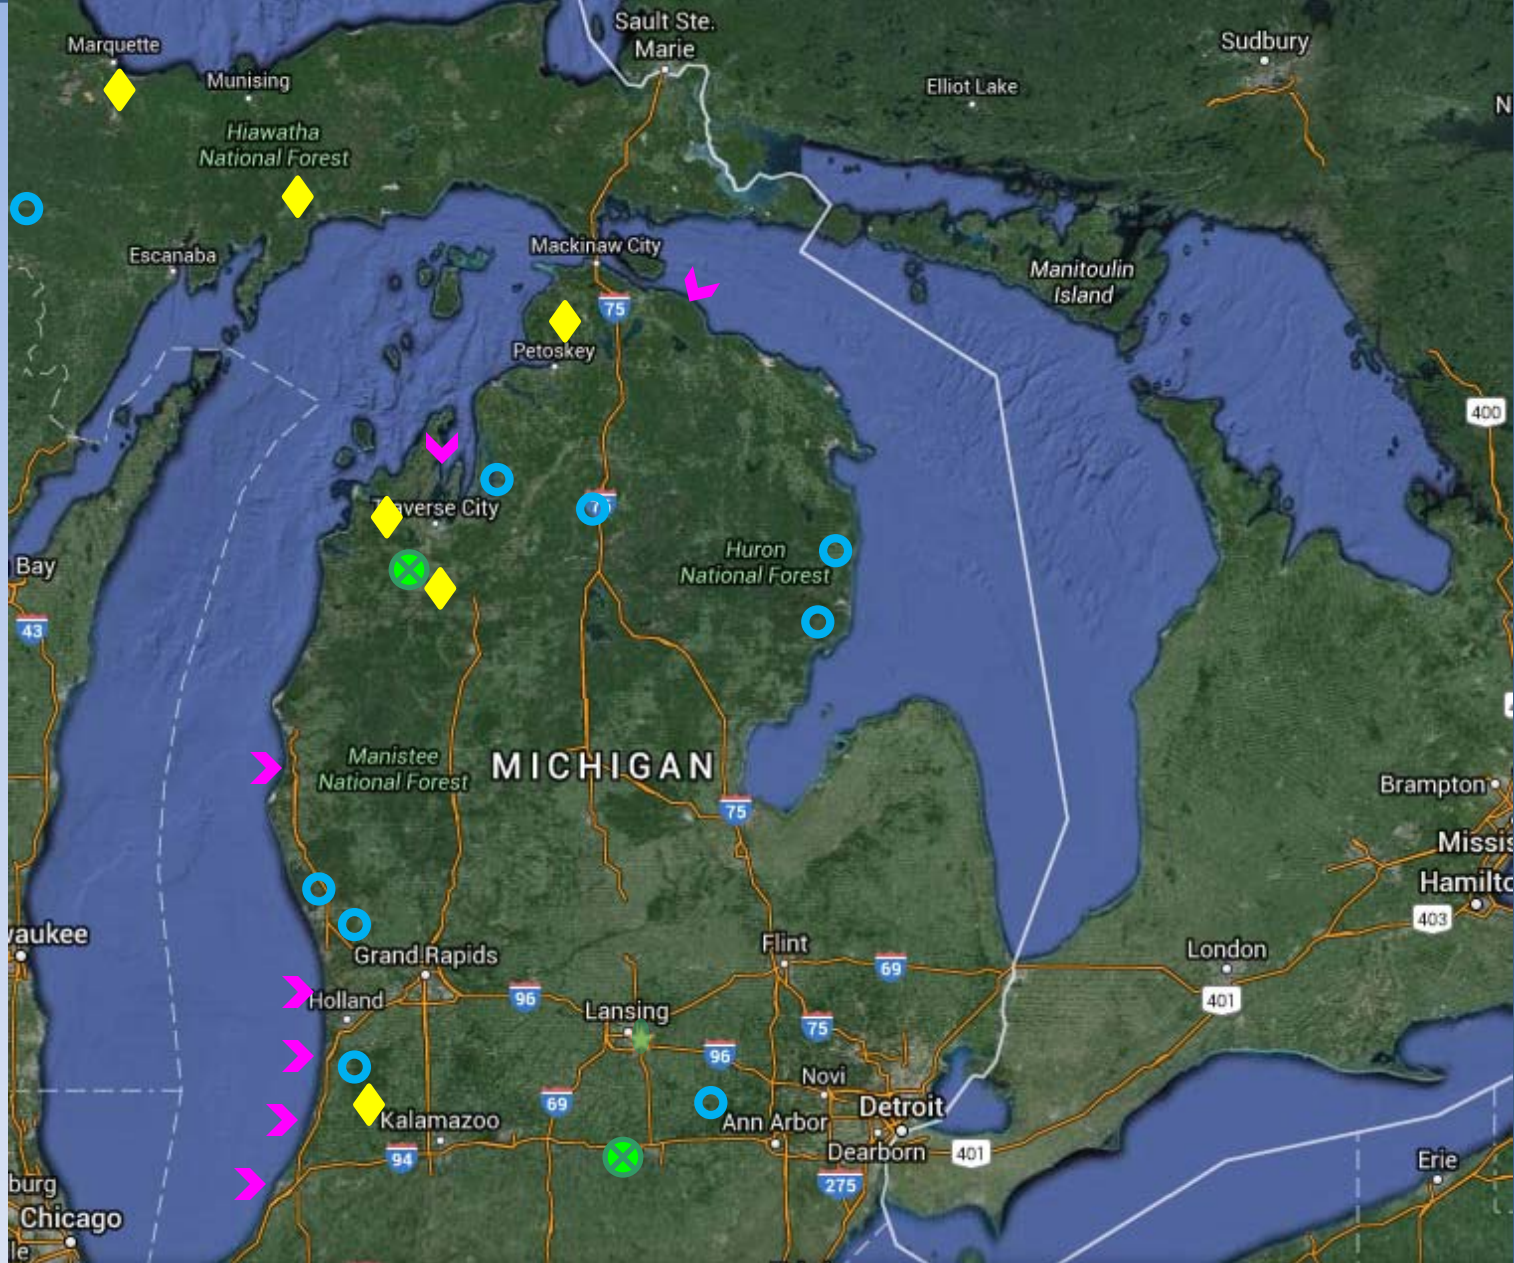 Sault Ste.
Marie
Marquette
Sudbury
Munising
Elliot Lake
N
Hiawatha
National Forest
Escanaba
Mackinaw City
Manitoulin
Island
75
Petoskey
400
Traverse City
75
Huron
National Forest
Bay
43
Manistee
National Forest
MICHIGAN
75
Brampton
Missis
Hamilto
403
waukee
Grand Rapids
Flint
69
London
Holland
96
401
Lansing
75
96
Novi
69
Detroit
Kalamazoo
Ann Arbor
94
Dearborn
401
Erie
275
burg
Chicago
le